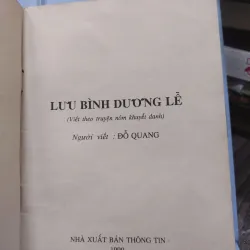 LƯU BÌNH DƯƠNG LỄ
(Viết theo truyện nôm khuyết danh)
Người viết : ĐỖ QUANG
NHÀ XUẤT BẢN THÔNG TIN